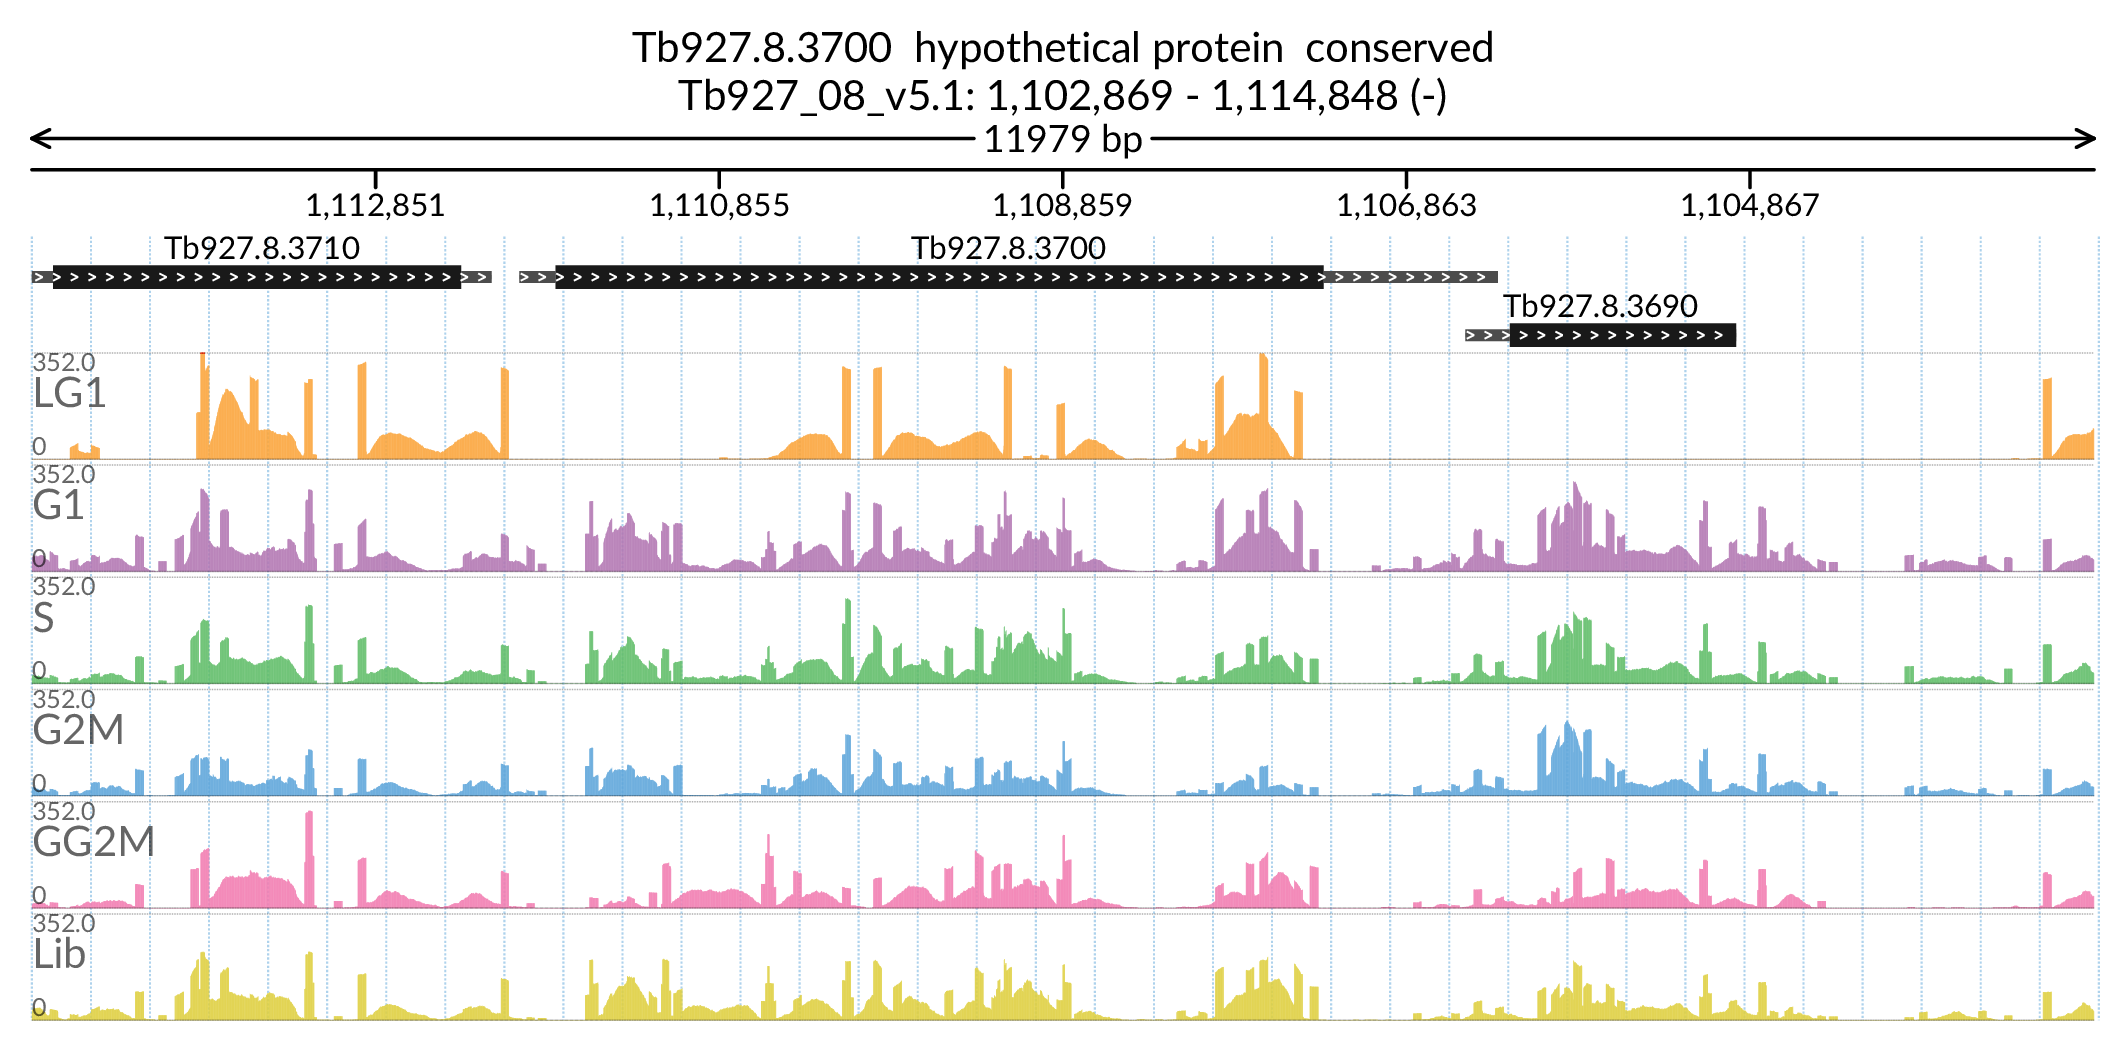 Tb927.8.3700  hypothetical protein  conserved
Tb927_08_v5.1: 1,102,869 - 1,114,848 (-)
11979 bp
1,112,851 1,110,855 1,108,859 1,106,863 1,104,867
Tb927.8.3710 Tb927.8.3700
Tb927.8.3690
352.0
LG1
0
352.0
G1
0
352.0
S
0
352.0
G2M
0
352.0
GG2M
0
352.0
Lib
0